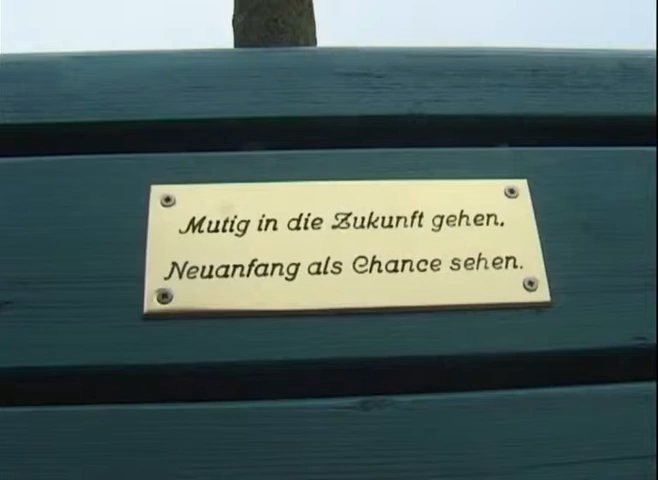 Mutig in die Zukunft gehen,
Neuanfang als Chance sehen.